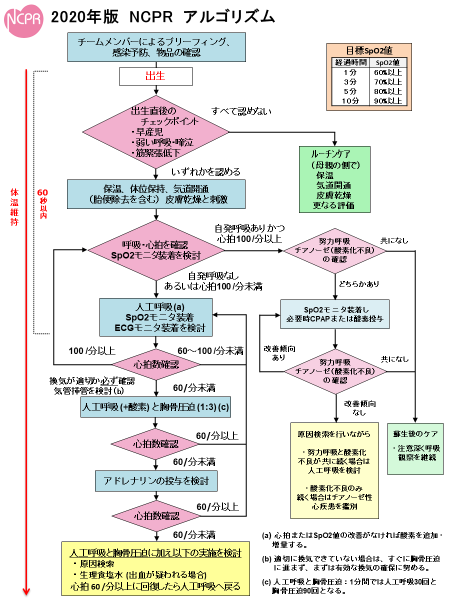 NCPR
2020年版 NCPR アルゴリズム
チームメンバーによるブリーフィング、
感染予防、物品の確認
目標SpO2値
経過時間 SpO2値
1分 60%以上
3分 70%以上
5分 80%以上
10分 90%以上
出生
出生直後の
チェックポイント
・早産児
・弱い呼吸・啼泣
・筋緊張低下
すべて認めない
いずれかを認める
ルーチンケア
(母親の側で)
保温
気道開通
皮膚乾燥
更なる評価
体温維持
60秒以内
保温、体位保持、気道開通
(胎便除去を含む) 皮膚乾燥と刺激
自発呼吸ありかつ
心拍100/分以上
呼吸・心拍を確認
SpO2モニタ装着を検討
努力呼吸
チアノーゼ(酸素化不良)
の確認
共になし
自発呼吸なし
あるいは心拍100/分未満
どちらかあり
人工呼吸(a)
SpO2モニタ装着
ECGモニタ装着を検討
SpO2モニタ装着し
必要時CPAPまたは酸素投与
100/分以上
60～100/分未満
心拍数確認
改善傾向
あり
努力呼吸
チアノーゼ(酸素化不良)
の確認
共になし
換気が適切か必ず確認
気管挿管を検討(b)
60/分未満
改善傾向
なし
人工呼吸(+酸素)と胸骨圧迫(1:3)(c)
60/分以上
心拍数確認
60/分未満
原因検索を行いながら
・努力呼吸と酸素化
不良が共に続く場合は
人工呼吸を検討
・酸素化不良のみ
続く場合はチアノーゼ性
心疾患を鑑別
蘇生後のケア
・注意深く呼吸
観察を継続
アドレナリンの投与を検討
60/分以上
心拍数確認
60/分未満
人工呼吸と胸骨圧迫に加え以下の実施を検討
・原因検索
・生理食塩水(出血が疑われる場合)
心拍60/分以上に回復したら人工呼吸へ戻る
(a) 心拍またはSpO2値の改善がなければ酸素を追加・
増量する。
(b) 適切に換気できていない場合は、すぐに胸骨圧迫
に進まず、まずは有効な換気の確保に努める。
(c) 人工呼吸と胸骨圧迫：1分間では人工呼吸30回と
胸骨圧迫90回となる。